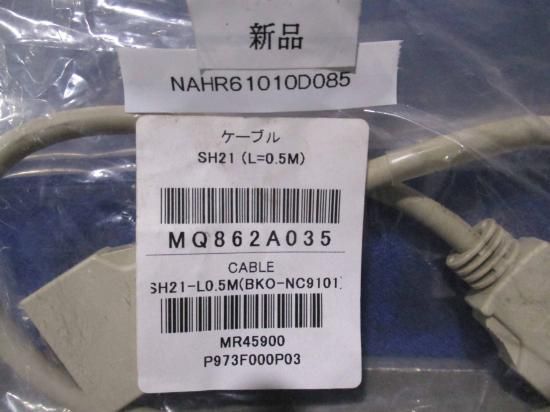 新品
NAHR61010D085
ケーブル
SH21 (L=0.5M)
MQ862A035
CABLE
SH21-L0.5M(BKO-NC9101)
MR45900
P973F000P03